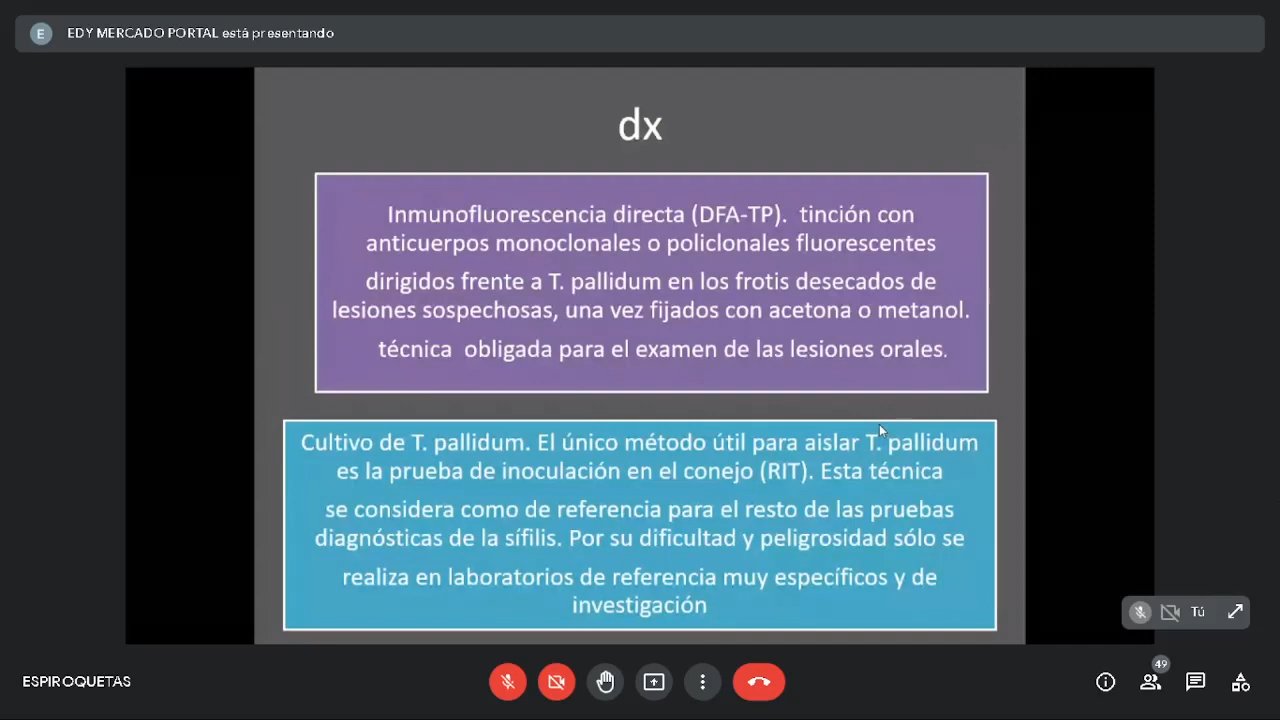 E
EDY MERCADO PORTAL está presentando
dx
Inmunofluorescencia directa (DFA-TP).  tinción con
anticuerpos monoclonales o policlonales fluorescentes
dirigidos frente a T. pallidum en los frotis desecados de
lesiones sospechosas, una vez fijados con acetona o metanol.
técnica  obligada para el examen de las lesiones orales.
Cultivo de T. pallidum. El único método útil para aislar T. pallidum
es la prueba de inoculación en el conejo (RIT). Esta técnica
se considera como de referencia para el resto de las pruebas
diagnósticas de la sífilis. Por su dificultad y peligrosidad sólo se
realiza en laboratorios de referencia muy específicos y de
investigación
Tú
ESPIROQUETAS
49